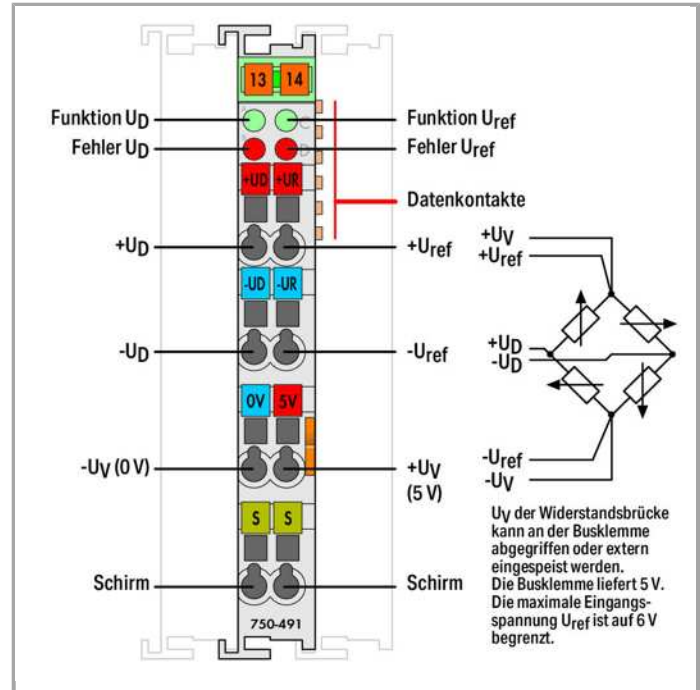 13 14
Funktion UD
Funktion Uref
C
Fehler UD
Fehler Uref
D
+UD +UR
Datenkontakte
+UD
+Uref
+UV
+Uref
-UD -UR
-UD
-Uref
+UD
-UD
0V 5V
-UV (0 V)
+UV
(5 V)
-Uref
-UV
S S
Schirm
Schirm
UV der Widerstandsbrücke
kann an der Busklemme
abgegriffen oder extern
eingespeist werden.
Die Busklemme liefert 5 V.
Die maximale Eingangs-
spannung Uref ist auf 6 V
begrenzt.
750-491